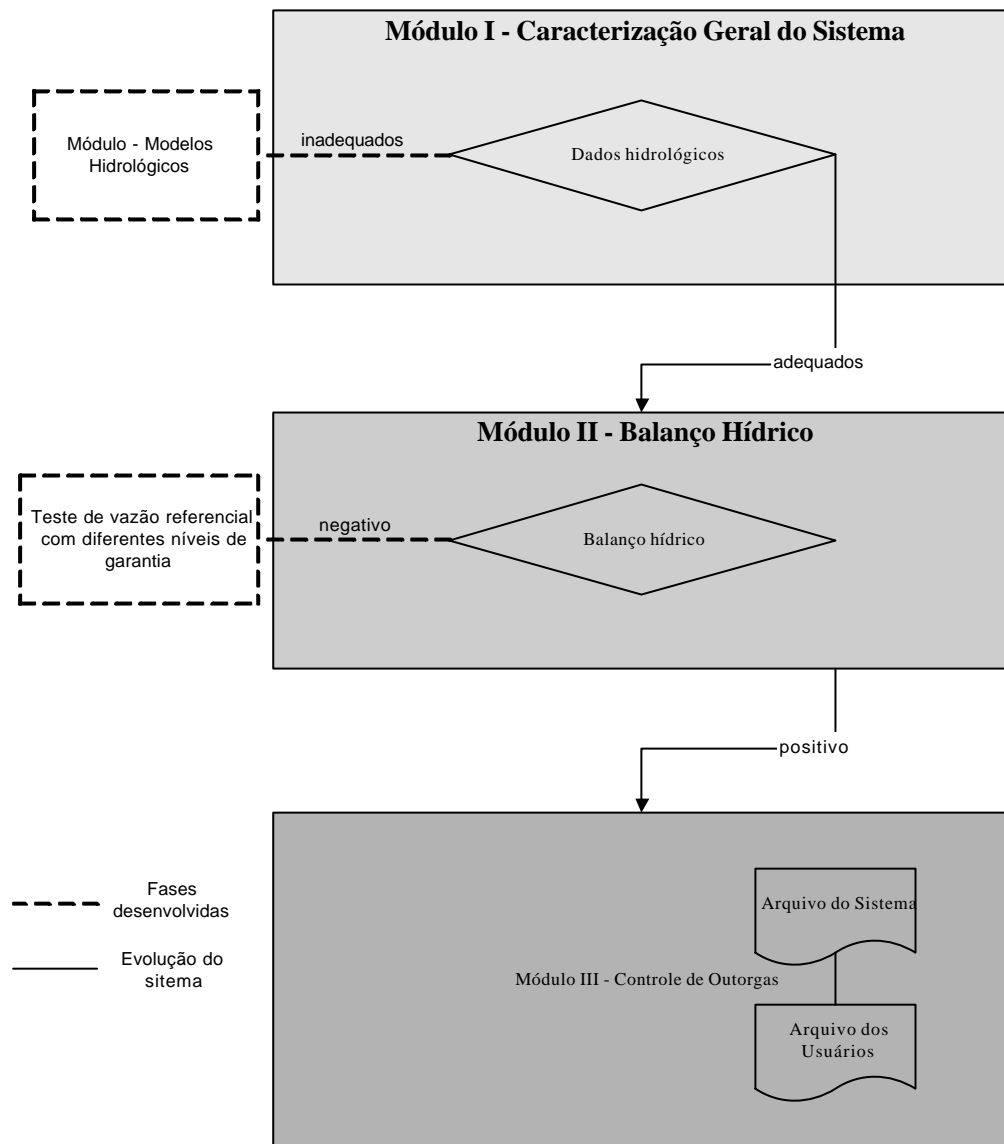 Módulo I - Caracterização Geral do Sistema
Módulo - Modelos
Hidrológicos
inadequados
Dados hidrológicos
adequados
Módulo II - Balanço Hídrico
Teste de vazão referencial
com diferentes níveis de
garantia
negativo
Balanço hídrico
positivo
Fases
desenvolvidas
Evolução do
sitema
Arquivo do Sistema
Módulo III - Controle de Outorgas
Arquivo dos
Usuários